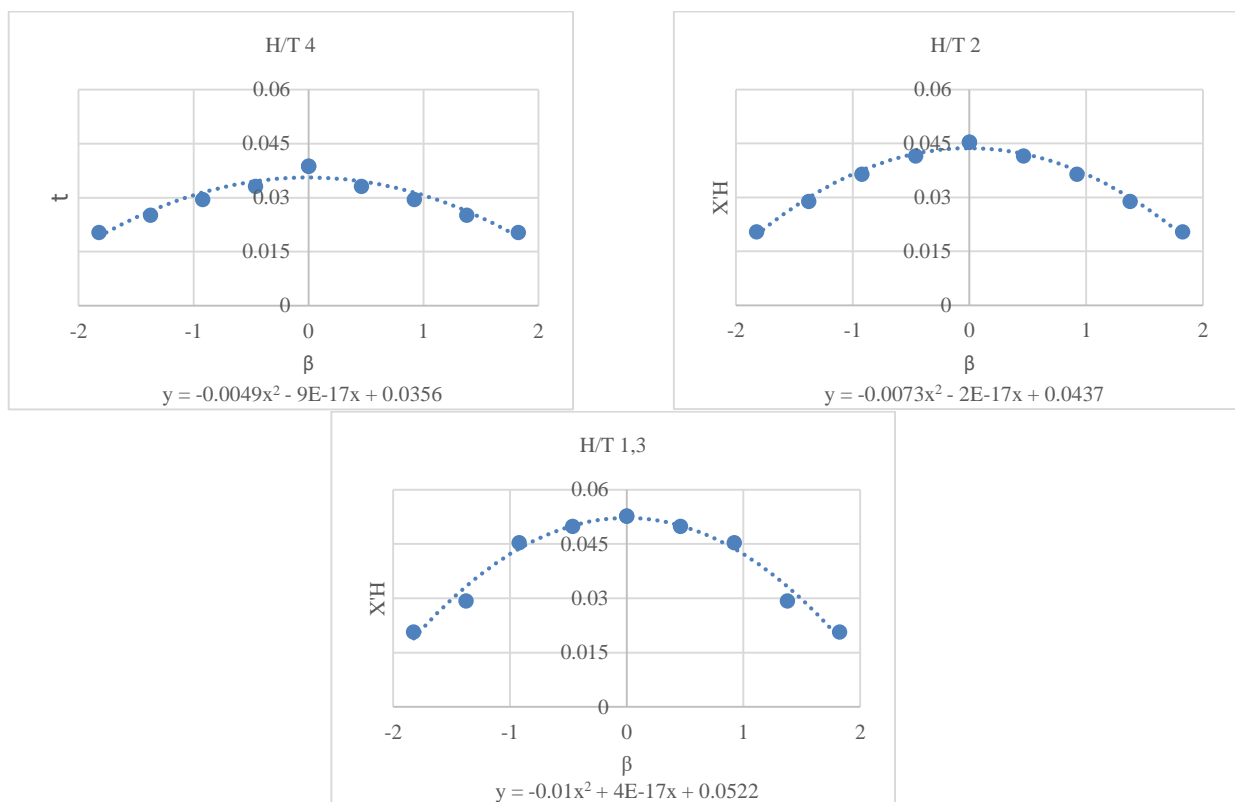 H/T 4
0.06
0.045
0.03
0.015
0
-2 -1 0 1 2
t
β
y = -0.0049x² - 9E-17x + 0.0356
H/T 2
0.06
0.045
0.03
0.015
0
-2 -1 0 1 2
X'H
β
y = -0.0073x² - 2E-17x + 0.0437
H/T 1,3
0.06
0.045
0.03
0.015
0
-2 -1 0 1 2
X'H
β
y = -0.01x² + 4E-17x + 0.0522